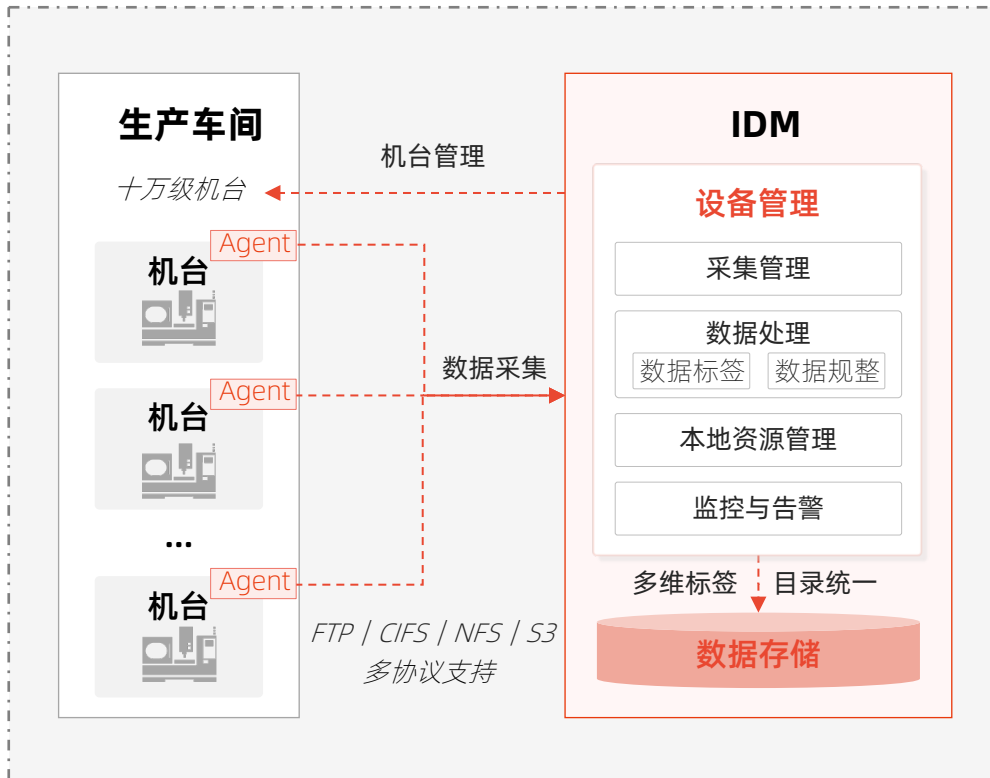 生产车间
十万级机台
Agent
机台
Agent
机台
...
Agent
机台
机台管理
数据采集
FTP | CIFS | NFS | S3
多协议支持
IDM
设备管理
采集管理
数据处理
数据标签 数据规整
本地资源管理
监控与告警
多维标签 目录统一
数据存储